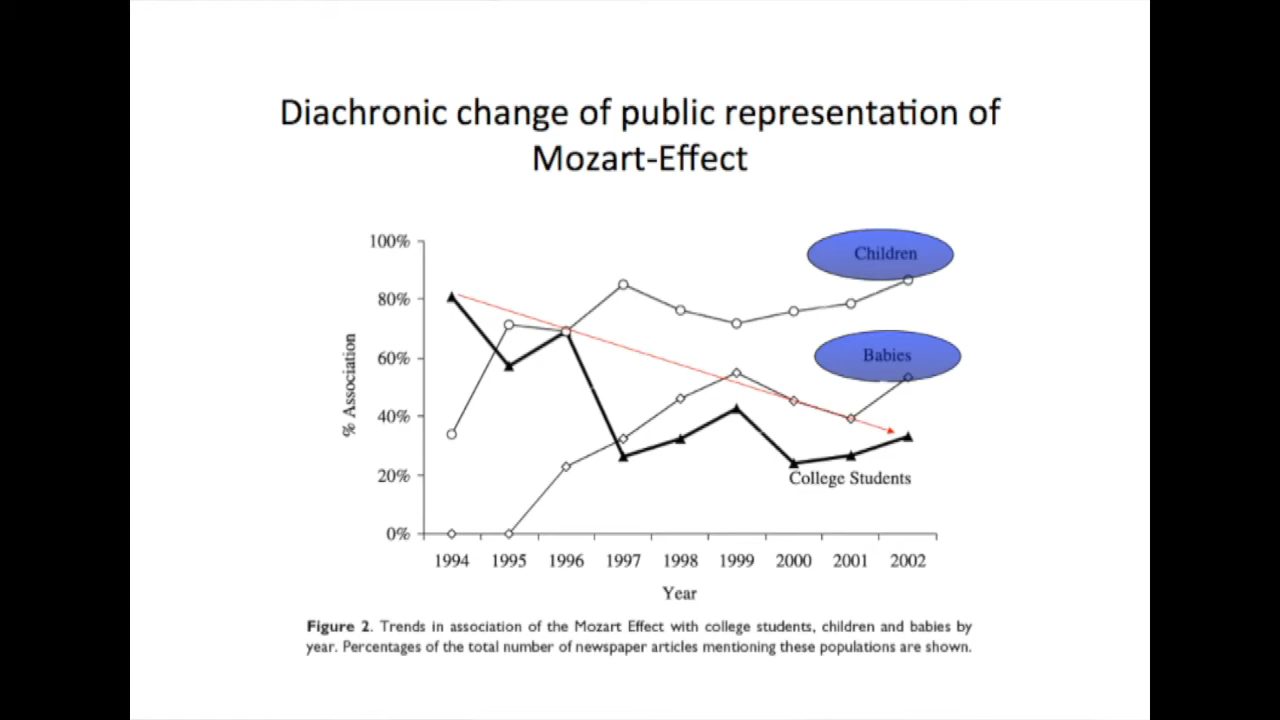 Diachronic change of public representation of
Mozart-Effect
100%
80%
60%
40%
20%
0%
% Association
Children
Babies
College Students
1994 1995 1996 1997 1998 1999 2000 2001 2002
Year
Figure 2. Trends in association of the Mozart Effect with college students, children and babies by
year. Percentages of the total number of newspaper articles mentioning these populations are shown.